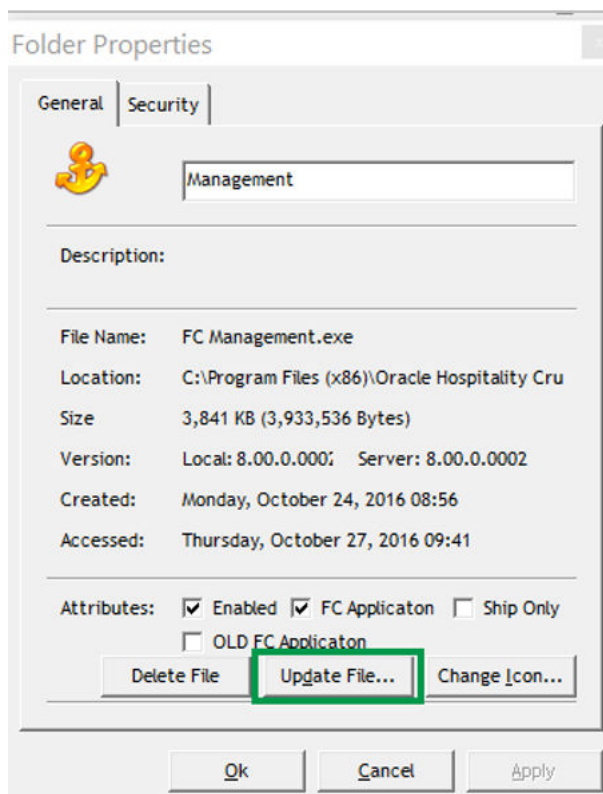 Folder Properties
General Security
Management
Description:
File Name: FC Management.exe
Location: C:\Program Files (x86)\Oracle Hospitality Cru
Size 3,841 KB (3,933,536 Bytes)
Version: Local: 8.00.0.0002 Server: 8.00.0.0002
Created: Monday, October 24, 2016 08:56
Accessed: Thursday, October 27, 2016 09:41
Attributes: Enabled FC Applicaton Ship Only
OLD FC Applicaton
Delete File Update File... Change Icon...
Ok Cancel Apply